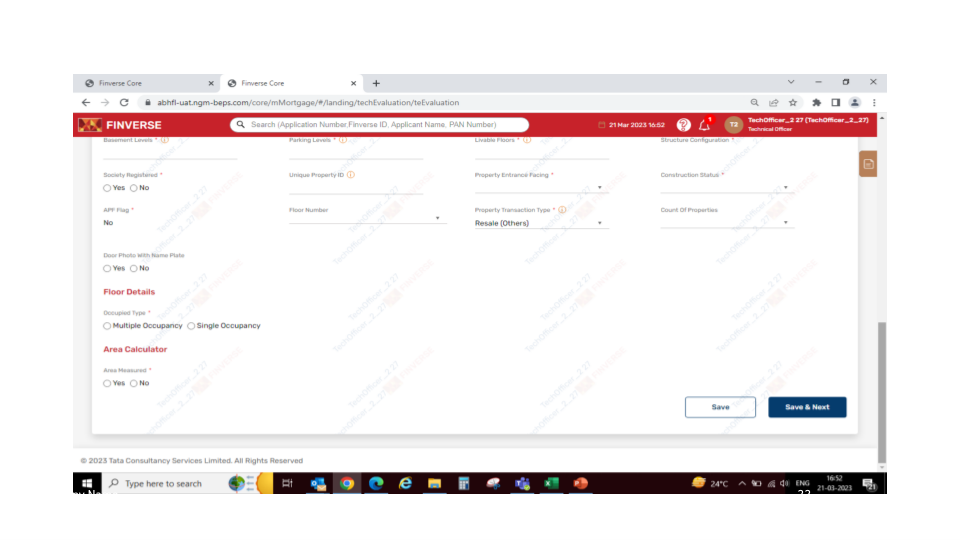 Finverse Core
Finverse Core
abhfl-uat.ngm-beps.com/core/mMortgage/#/landing/techEvaluation/teEvaluation
FINVERSE
Search (Application Number,Finverse ID, Applicant Name, PAN Number)
21 Mar 2023 16:52
1
T2
TechOfficer_2 27 (TechOfficer_2_27)
Technical Officer
Basement Levels * Parking Levels * Livable Floors * Structure Configuration *
Society Registered * Unique Property ID Property Entrance Facing * Construction Status *
Yes No
APF Flag * Floor Number Property Transaction Type * Count Of Properties
No Resale (Others)
Door Photo With Name Plate
Yes No
Floor Details
Occupied Type *
Multiple Occupancy Single Occupancy
Area Calculator
Area Measured *
Yes No
Save Save & Next
© 2023 Tata Consultancy Services Limited. All Rights Reserved
Type here to search
24°C
ENG
16:52
21-03-2023
21
22